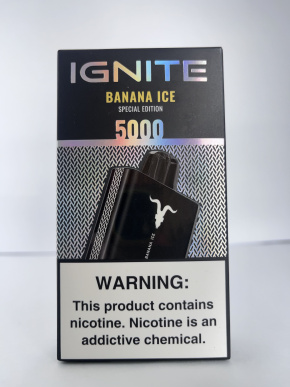 IGNITE
BANANA ICE
SPECIAL EDITION
5000
BANANA ICE
WARNING:
This product contains
nicotine. Nicotine is an
addictive chemical.